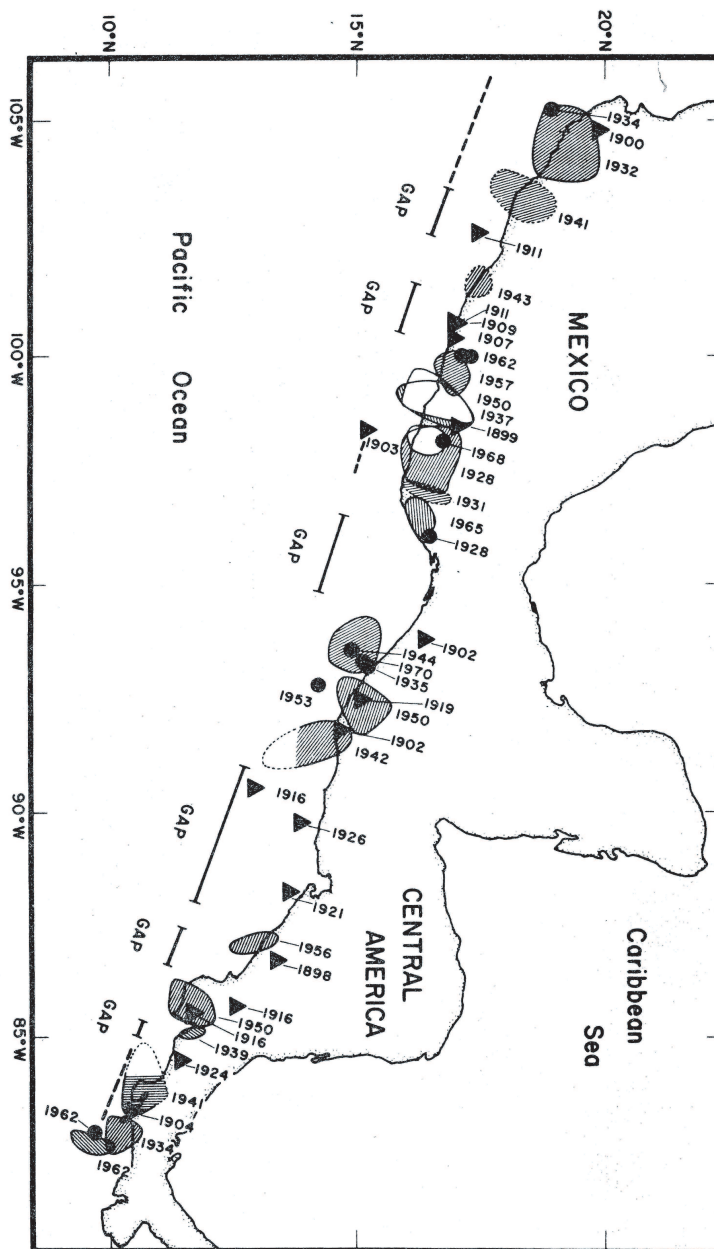 20°N
15°N
10°N
105°W
100°W
95°W
90°W
85°W
MEXICO
CENTRAL
AMERICA
Caribbean
Sea
Pacific
Ocean
1934
1900
1932
1941
1911
1943
1911
1909
1907
1962
1957
1950
1937
1899
1903
1968
1928
1931
1965
1928
1902
1944
1970
1935
1953
1919
1950
1902
1942
1916
1926
1921
1956
1898
1916
1950
1916
1939
1924
1941
1904
1962
1934
1962
GAP
GAP
GAP
GAP
GAP
GAP